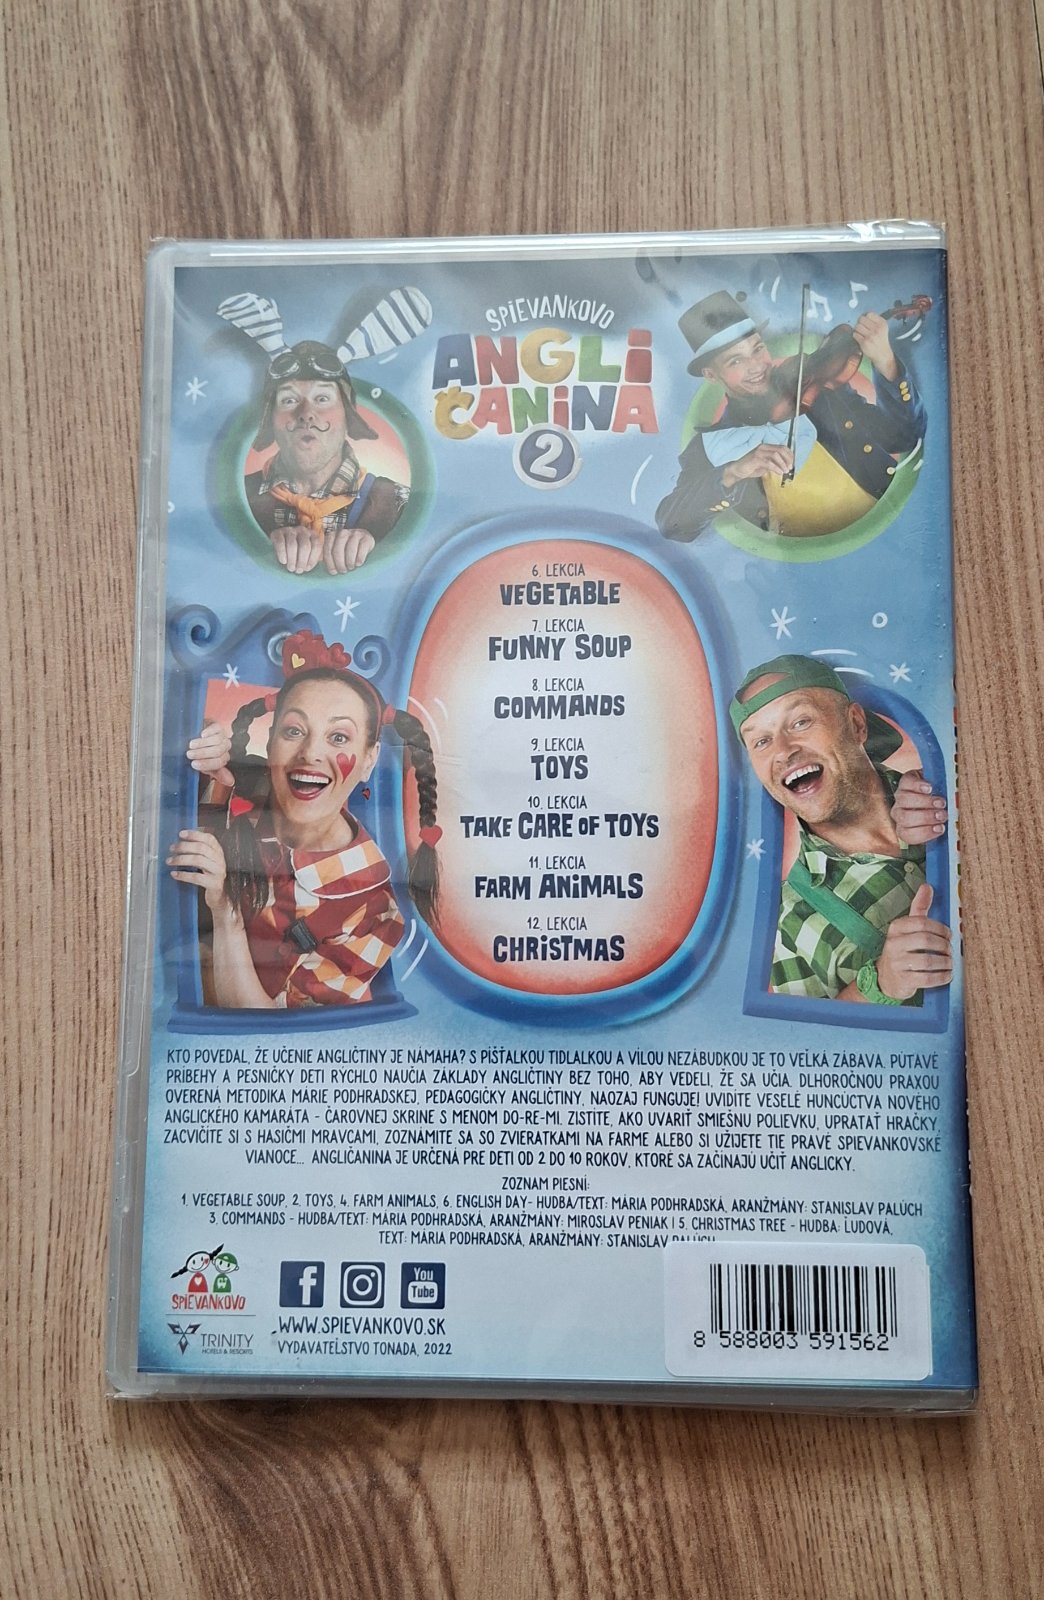 SPIEVANKOVO
ANGLI
ČANINA
2
6. LEKCIA
VEGETABLE
7. LEKCIA
FUNNY SOUP
8. LEKCIA
COMMANDS
9. LEKCIA
TOYS
10. LEKCIA
TAKE CARE OF TOYS
11. LEKCIA
FARM ANIMALS
12. LEKCIA
CHRISTMAS
KTO POVEDAL, ŽE UČENIE ANGLIČTINY JE NÁMAHA? S PÍŠŤALKOU TIDLALKOU A VÍLOU NEZÁBUDKOU JE TO VEĽKÁ ZÁBAVA. PÚTAVÉ
PRÍBEHY A PESNIČKY DETI RÝCHLO NAUČIA ZÁKLADY ANGLIČTINY BEZ TOHO, ABY VEDELI, ŽE SA UČIA. DLHOROČNOU PRAXOU
OVERENÁ METODIKA MÁRIE PODHRADSKEJ, PEDAGOGIČKY ANGLIČTINY, NAOZAJ FUNGUJE! UVIDÍTE VESELÉ HUNCÚCTVA NOVÉHO
ANGLICKÉHO KAMARÁTA - ČAROVNEJ SKRINE S MENOM DO-RE-MI. ZISTÍTE, AKO UVARIŤ SMIEŠNU POLIEVKU, UPRATAŤ HRAČKY,
ZACVIČÍTE SI S HASIČMI MRAVCAMI, ZOZNÁMITE SA SO ZVIERATKAMI NA FARME ALEBO SI UŽIJETE TIE PRAVÉ SPIEVANKOVSKÉ
VIANOCE... ANGLIČANINA JE URČENÁ PRE DETI OD 2 DO 10 ROKOV, KTORÉ SA ZAČÍNAJÚ UČIŤ ANGLICKY.
ZOZNAM PIESNÍ:
1. VEGETABLE SOUP, 2. TOYS, 4. FARM ANIMALS, 6. ENGLISH DAY- HUDBA/TEXT: MÁRIA PODHRADSKÁ, ARANŽMÁNY: STANISLAV PALÚCH
3. COMMANDS - HUDBA/TEXT: MÁRIA PODHRADSKÁ, ARANŽMÁNY: MIROSLAV PENIAK | 5. CHRISTMAS TREE - HUDBA: ĽUDOVÁ,
TEXT: MÁRIA PODHRADSKÁ, ARANŽMÁNY: STANISLAV PALÚCH
SPIEVANKOVO
TRINITY
HOTELS & RESORTS
You
Tube
WWW.SPIEVANKOVO.SK
VYDAVATEĽSTVO TONADA, 2022
8 588003 591562